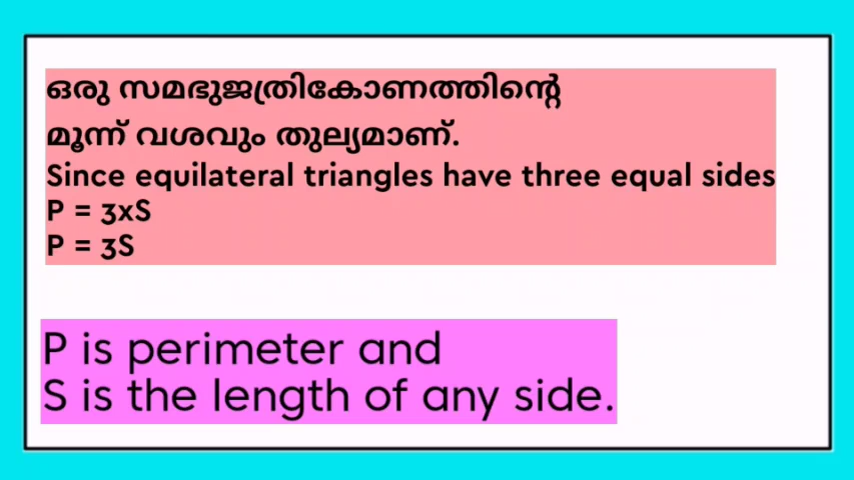 ഒരു സമഭുജത്രികോണത്തിന്റെ
മൂന്ന് വശവും തുല്യമാണ്.
Since equilateral triangles have three equal sides
P = 3xS
P = 3S
P is perimeter and
S is the length of any side.